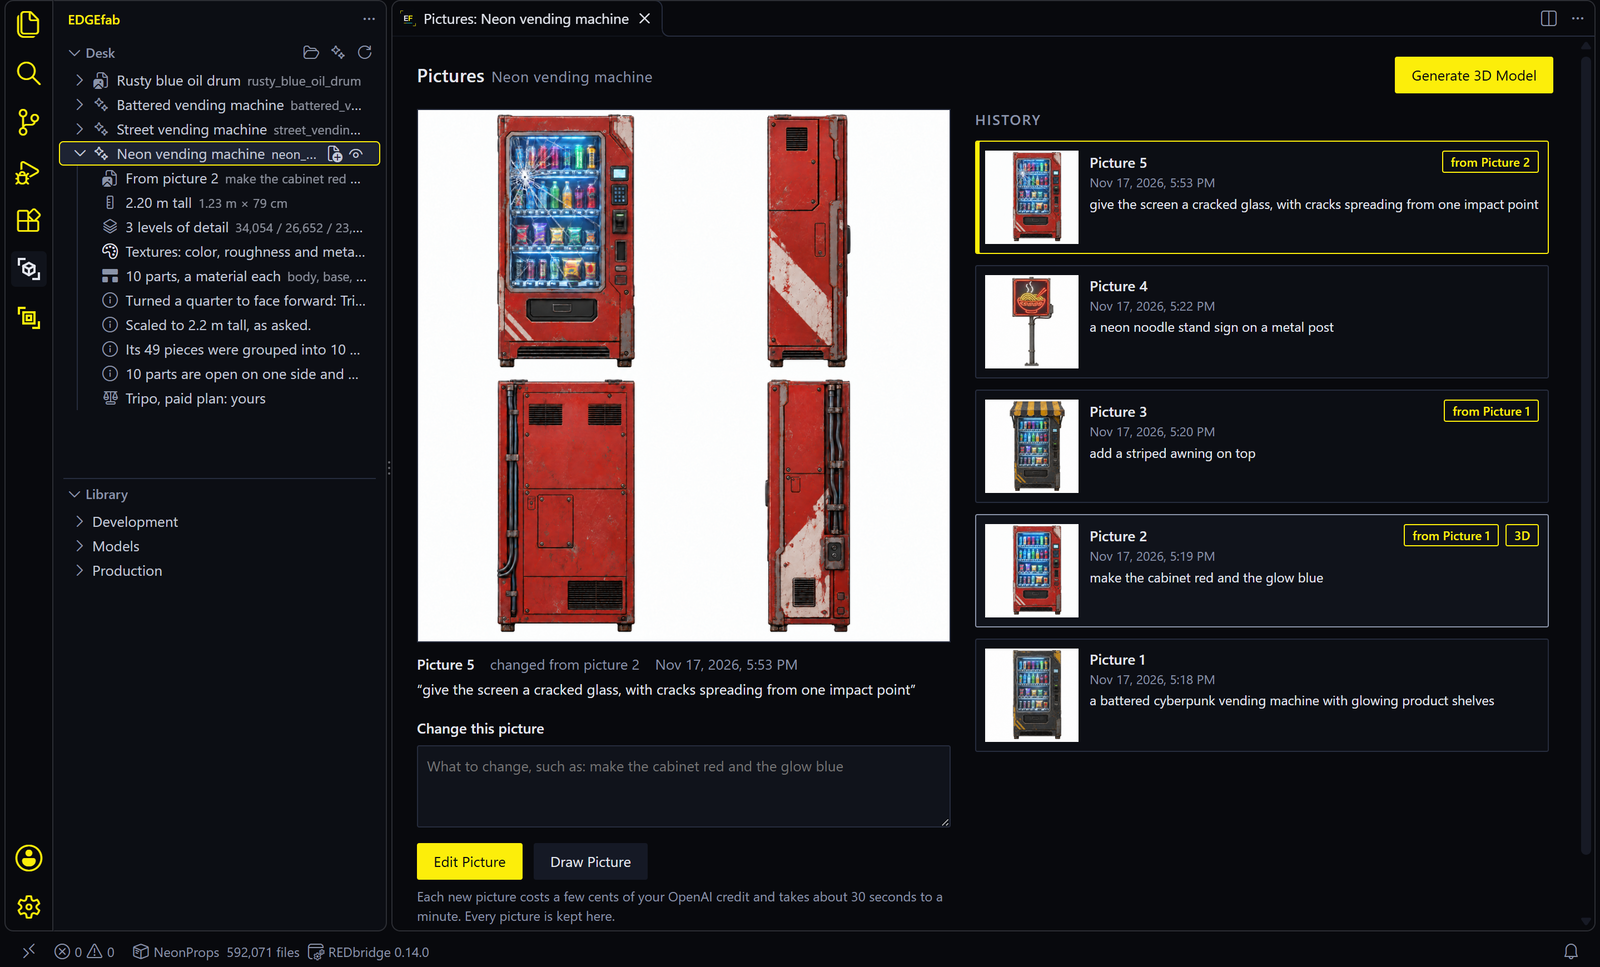 EDGEfab
Desk
Rusty blue oil drum rusty_blue_oil_drum
Battered vending machine battered_v...
Street vending machine street_vendin...
Neon vending machine neon_...
From picture 2 make the cabinet red ...
2.20 m tall 1.23 m × 79 cm
3 levels of detail 34,054 / 26,652 / 23,...
Textures: color, roughness and meta...
10 parts, a material each body, base, ...
Turned a quarter to face forward: Tri...
Scaled to 2.2 m tall, as asked.
Its 49 pieces were grouped into 10 ...
10 parts are open on one side and ...
Tripo, paid plan: yours
Library
Development
Models
Production
EF Pictures: Neon vending machine
Pictures Neon vending machine
Generate 3D Model
Picture 5 changed from picture 2 Nov 17, 2026, 5:53 PM
“give the screen a cracked glass, with cracks spreading from one impact point”
Change this picture
What to change, such as: make the cabinet red and the glow blue
Edit Picture
Draw Picture
Each new picture costs a few cents of your OpenAI credit and takes about 30 seconds to a
minute. Every picture is kept here.
HISTORY
Picture 5
from Picture 2
Nov 17, 2026, 5:53 PM
give the screen a cracked glass, with cracks spreading from one impact point
Picture 4
Nov 17, 2026, 5:22 PM
a neon noodle stand sign on a metal post
Picture 3
from Picture 1
Nov 17, 2026, 5:20 PM
add a striped awning on top
Picture 2
from Picture 1
3D
Nov 17, 2026, 5:19 PM
make the cabinet red and the glow blue
Picture 1
Nov 17, 2026, 5:18 PM
a battered cyberpunk vending machine with glowing product shelves
0 0 NeonProps 592,071 files REDbridge 0.14.0